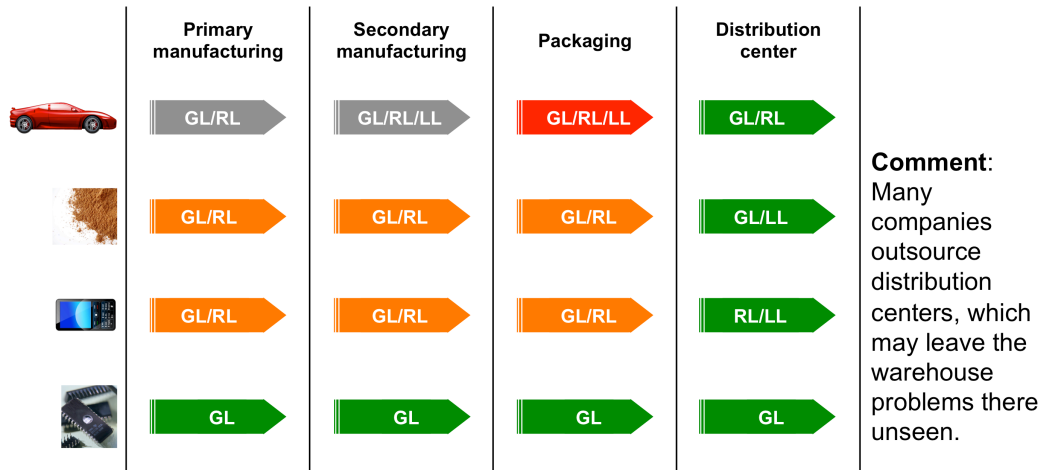 Primary
manufacturing
Secondary
manufacturing
Packaging
Distribution
center
GL/RL
GL/RL/LL
GL/RL/LL
GL/RL
GL/RL
GL/RL
GL/RL
GL/LL
GL/RL
GL/RL
GL/RL
RL/LL
GL
GL
GL
GL
Comment:
Many
companies
outsource
distribution
centers, which
may leave the
warehouse
problems there
unseen.